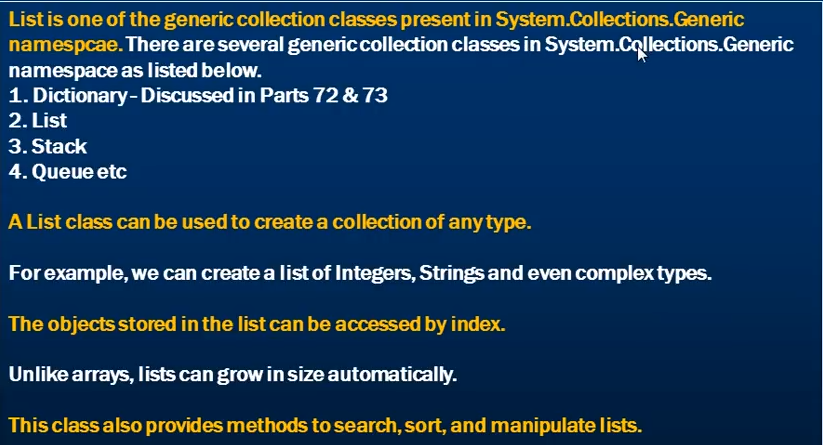 List is one of the generic collection classes present in System.Collections.Generic
namespcae. There are several generic collection classes in System.Collections.Generic
namespace as listed below.
1. Dictionary - Discussed in Parts 72 & 73
2. List
3. Stack
4. Queue etc
A List class can be used to create a collection of any type.
For example, we can create a list of Integers, Strings and even complex types.
The objects stored in the list can be accessed by index.
Unlike arrays, lists can grow in size automatically.
This class also provides methods to search, sort, and manipulate lists.